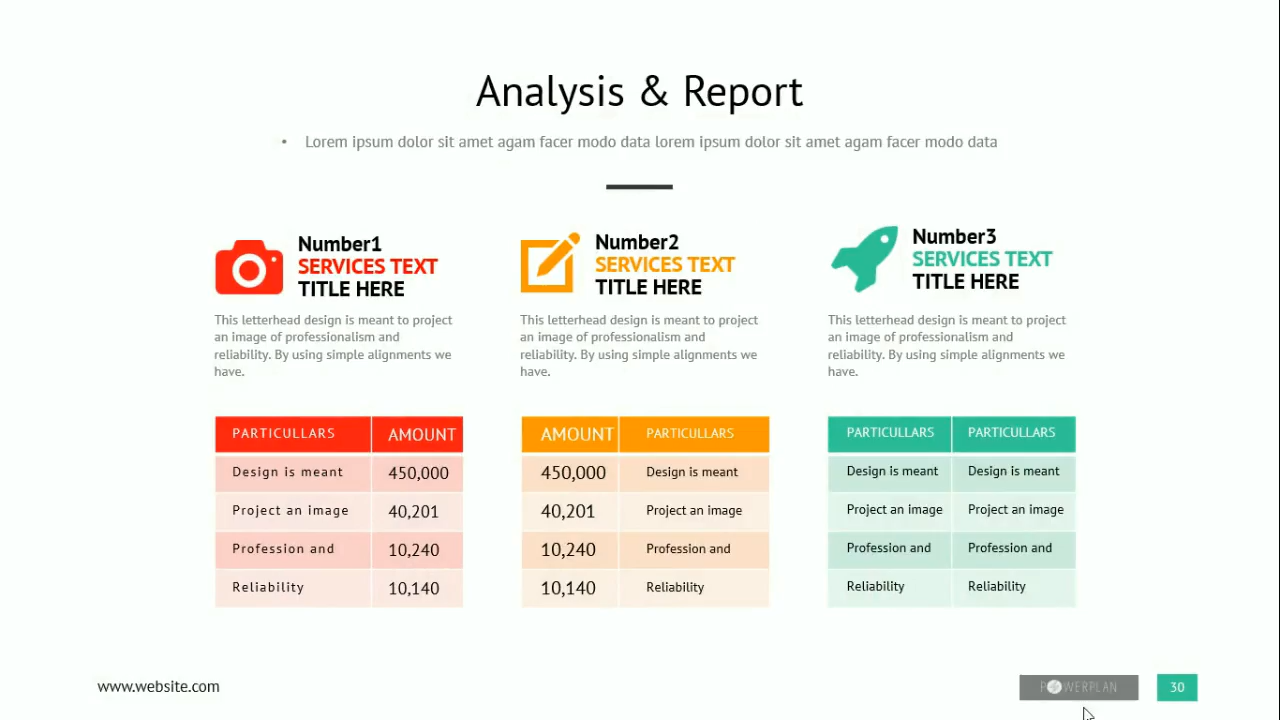 Analysis & Report
• Lorem ipsum dolor sit amet agam facer modo data lorem ipsum dolor sit amet agam facer modo data
Number1
SERVICES TEXT
TITLE HERE
This letterhead design is meant to project
an image of professionalism and
reliability. By using simple alignments we
have.
PARTICULLARS AMOUNT
Design is meant 450,000
Project an image 40,201
Profession and 10,240
Reliability 10,140
Number2
SERVICES TEXT
TITLE HERE
This letterhead design is meant to project
an image of professionalism and
reliability. By using simple alignments we
have.
AMOUNT PARTICULLARS
450,000 Design is meant
40,201 Project an image
10,240 Profession and
10,140 Reliability
Number3
SERVICES TEXT
TITLE HERE
This letterhead design is meant to project
an image of professionalism and
reliability. By using simple alignments we
have.
PARTICULLARS PARTICULLARS
Design is meant Design is meant
Project an image Project an image
Profession and Profession and
Reliability Reliability
www.website.com
POWERPLAN
30